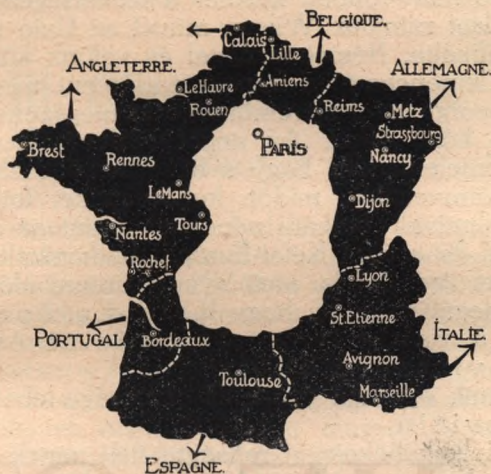 BELGIQUE.
Calais
Lille
ANGLETERRE.
ALLEMAGNE.
Le Havre
Amiens
Rouen
Reims
Metz
Strasbourg
PARIS
Brest
Rennes
Nancy
Le Mans
Dijon
Tours
Nantes
Rochef.
Lyon
St.Etienne
PORTUGAL
Bordeaux
ITALIE.
Avignon
Toulouse
Marseille
ESPAGNE.